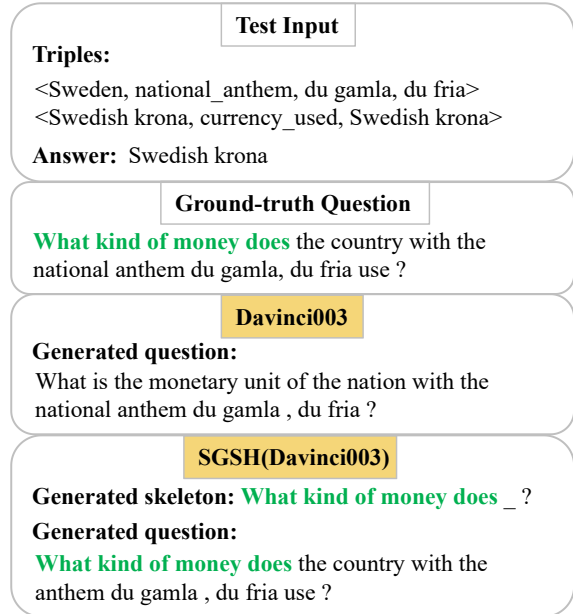 Test Input
Triples:
<Sweden, national_anthem, du gamla, du fria>
<Swedish krona, currency_used, Swedish krona>
Answer: Swedish krona
Ground-truth Question
What kind of money does the country with the
national anthem du gamla, du fria use ?
Davinci003
Generated question:
What is the monetary unit of the nation with the
national anthem du gamla , du fria ?
SGSH(Davinci003)
Generated skeleton: What kind of money does _ ?
Generated question:
What kind of money does the country with the
anthem du gamla , du fria use ?